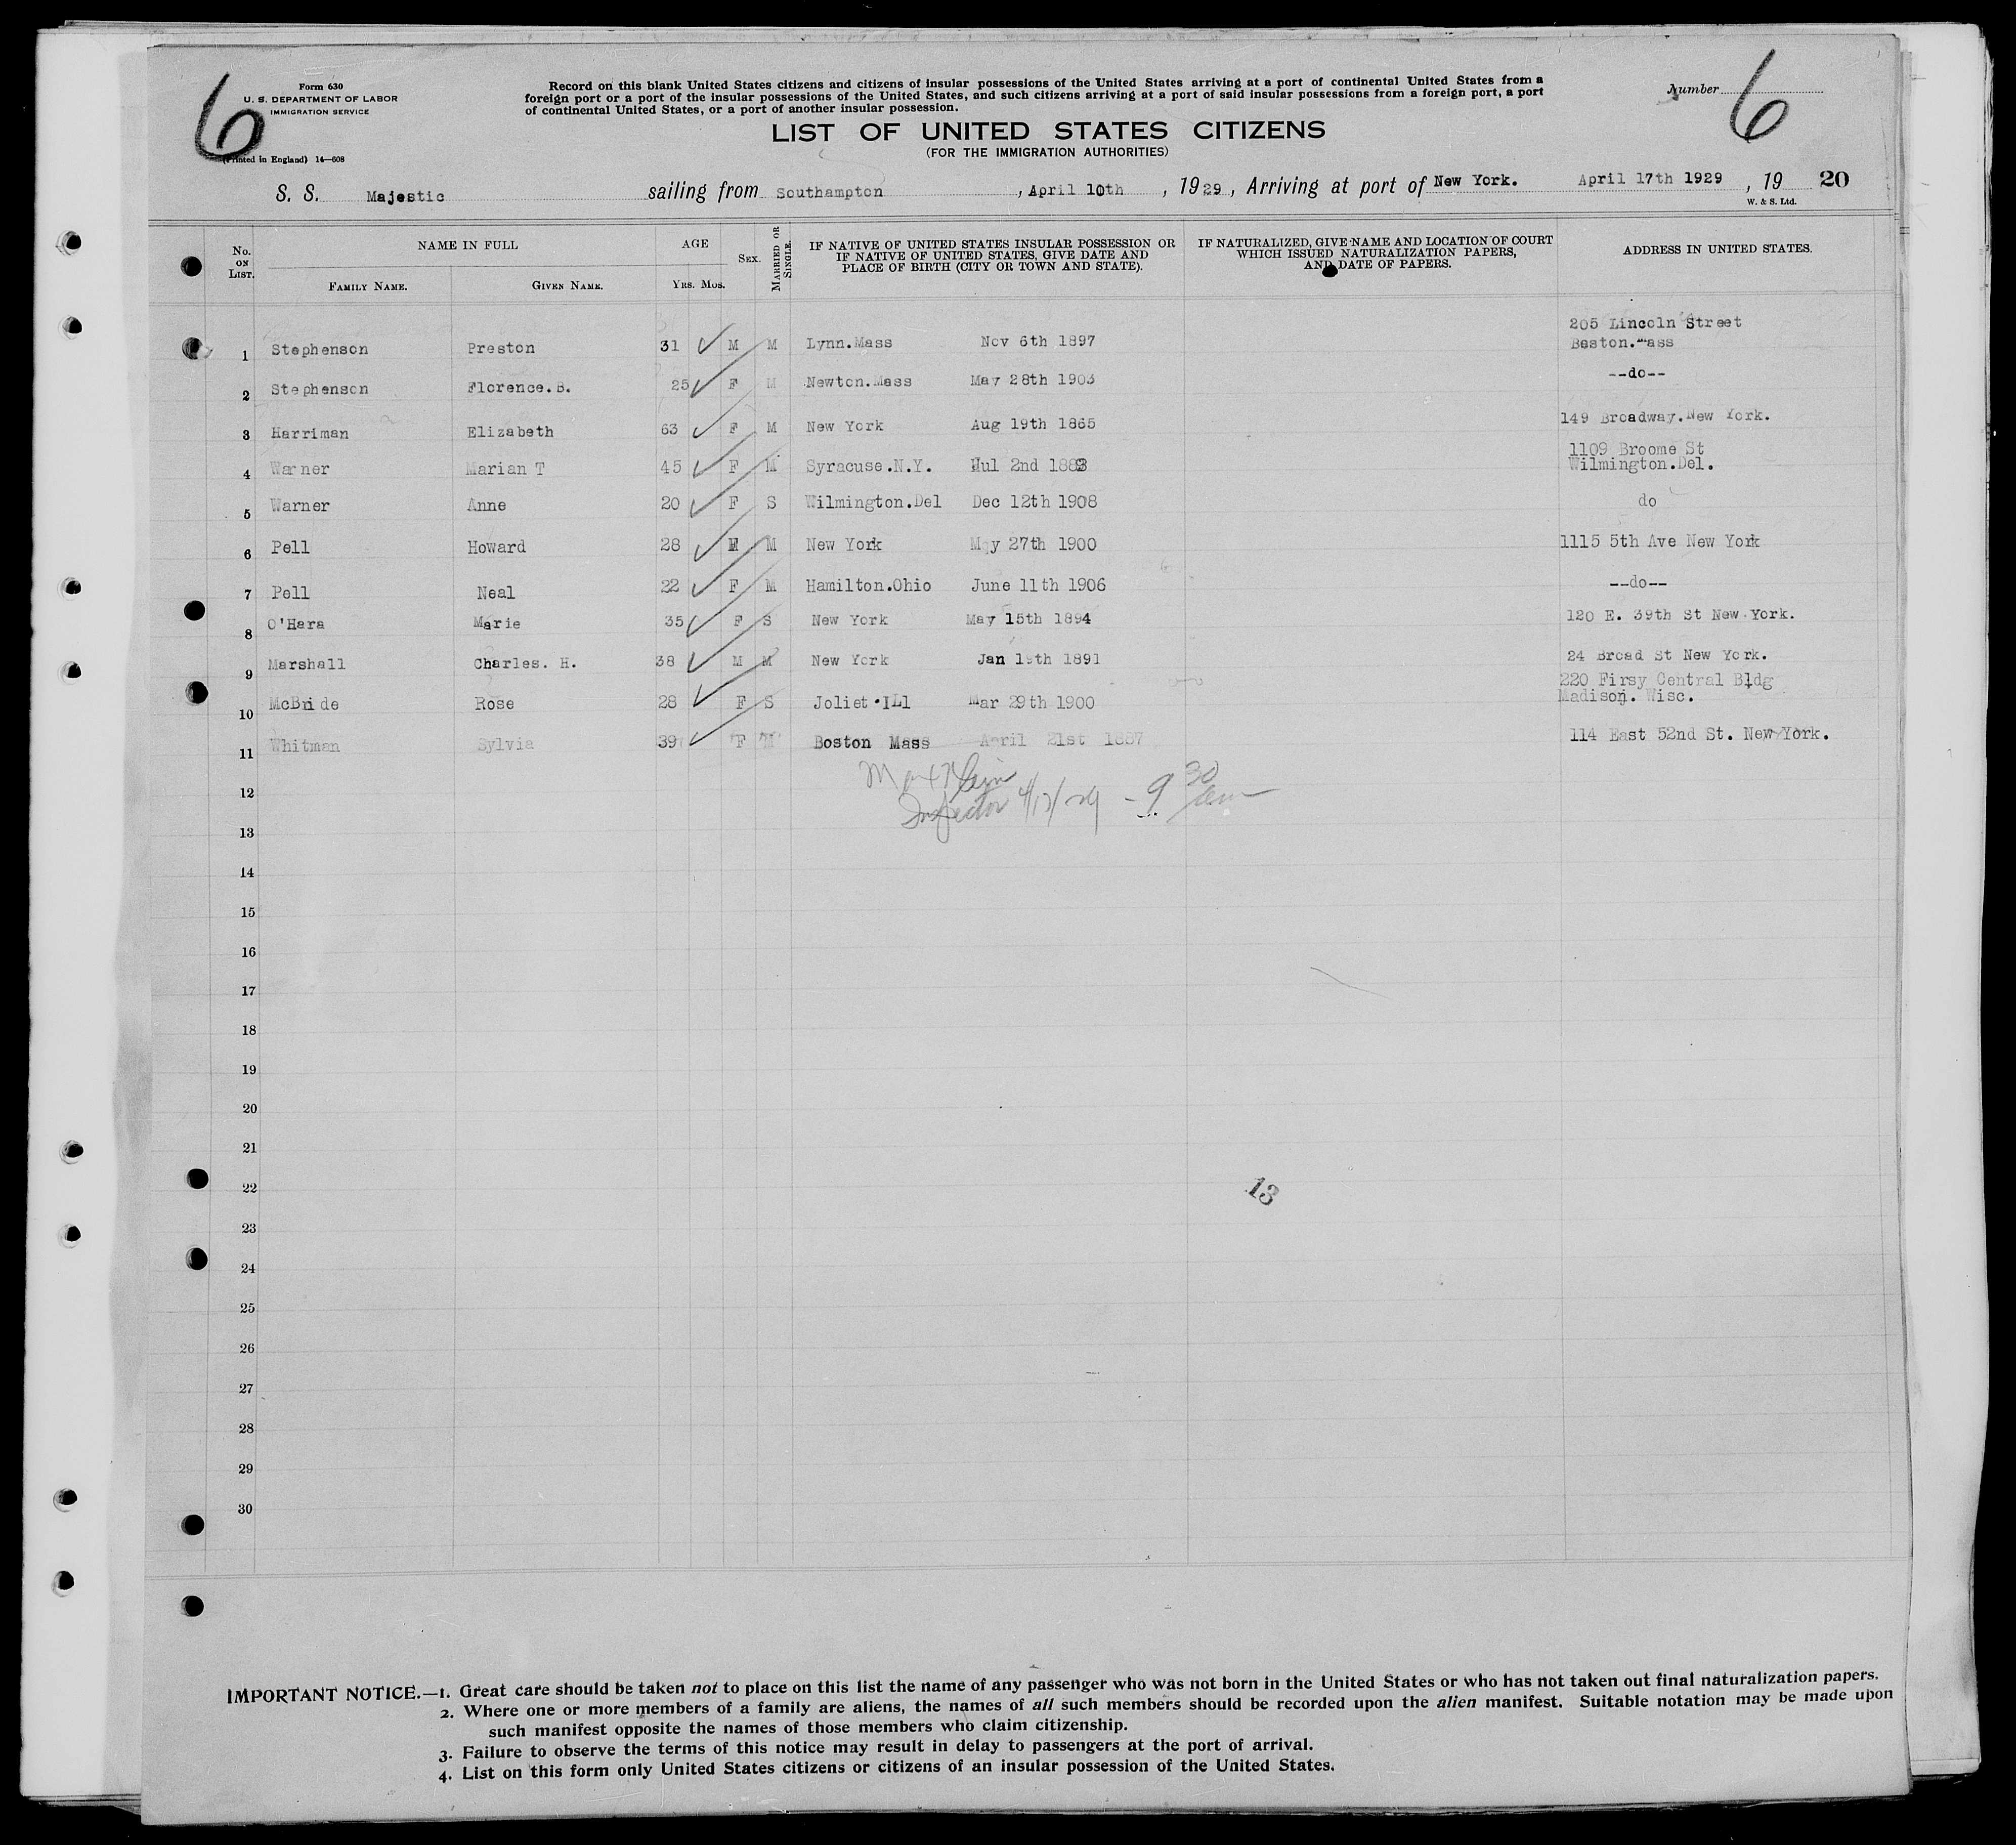 6
Form 630
U. S. DEPARTMENT OF LABOR
IMMIGRATION SERVICE
(Printed in England) 14—608
Record on this blank United States citizens and citizens of insular possessions of the United States arriving at a port of continental United States from a
foreign port or a port of the insular possessions of the United States, and such citizens arriving at a port of said insular possessions from a foreign port, a port
of continental United States, or a port of another insular possession.
Number 6
LIST OF UNITED STATES CITIZENS
(FOR THE IMMIGRATION AUTHORITIES)
S. S. Majestic sailing from Southampton, April 10th, 1929, Arriving at port of New York. April 17th 1929, 19 20
W. & S. Ltd.
No. ON LIST. NAME IN FULL AGE SEX. MARRIED OR SINGLE. IF NATIVE OF UNITED STATES INSULAR POSSESSION OR IF NATIVE OF UNITED STATES, GIVE DATE AND PLACE OF BIRTH (CITY OR TOWN AND STATE). IF NATURALIZED, GIVE NAME AND LOCATION OF COURT WHICH ISSUED NATURALIZATION PAPERS, AND DATE OF PAPERS. ADDRESS IN UNITED STATES.
FAMILY NAME. GIVEN NAME. YRS. MOS.
1 Stephenson Preston 31 M M Lynn.Mass Nov 6th 1897 205 Lincoln Street Boston.Mass
2 Stephenson Florence.B. 25 F M Newton.Mass May 28th 1903 --do--
3 Harriman Elizabeth 63 F M New York Aug 19th 1865 149 Broadway.New York.
4 Warner Marian T 45 F M Syracuse.N.Y. Jul 2nd 1883 1109 Broome St Wilmington.Del.
5 Warner Anne 20 F S Wilmington.Del Dec 12th 1908 do
6 Pell Howard 28 M M New York May 27th 1900 1115 5th Ave New York
7 Pell Neal 22 F M Hamilton.Ohio June 11th 1906 --do--
8 O'Hara Marie 35 F S New York May 15th 1894 120 E. 39th St New York.
9 Marshall Charles. H. 38 M M New York Jan 19th 1891 24 Broad St New York.
10 McBride Rose 28 F S Joliet.Ill Mar 29th 1900 220 Firsy Central Bldg Madison. Wisc.
11 Whitman Sylvia 39 F M Boston Mass April 21st 1887 114 East 52nd St. New York.
12
Inspector 4/17/29 - 9 30 am
13
14
15
16
17
18
19
20
21
22
13
23
24
25
26
27
28
29
30
IMPORTANT NOTICE.—1. Great care should be taken not to place on this list the name of any passenger who was not born in the United States or who has not taken out final naturalization papers.
2. Where one or more members of a family are aliens, the names of all such members should be recorded upon the alien manifest. Suitable notation may be made upon
such manifest opposite the names of those members who claim citizenship.
3. Failure to observe the terms of this notice may result in delay to passengers at the port of arrival.
4. List on this form only United States citizens or citizens of an insular possession of the United States.